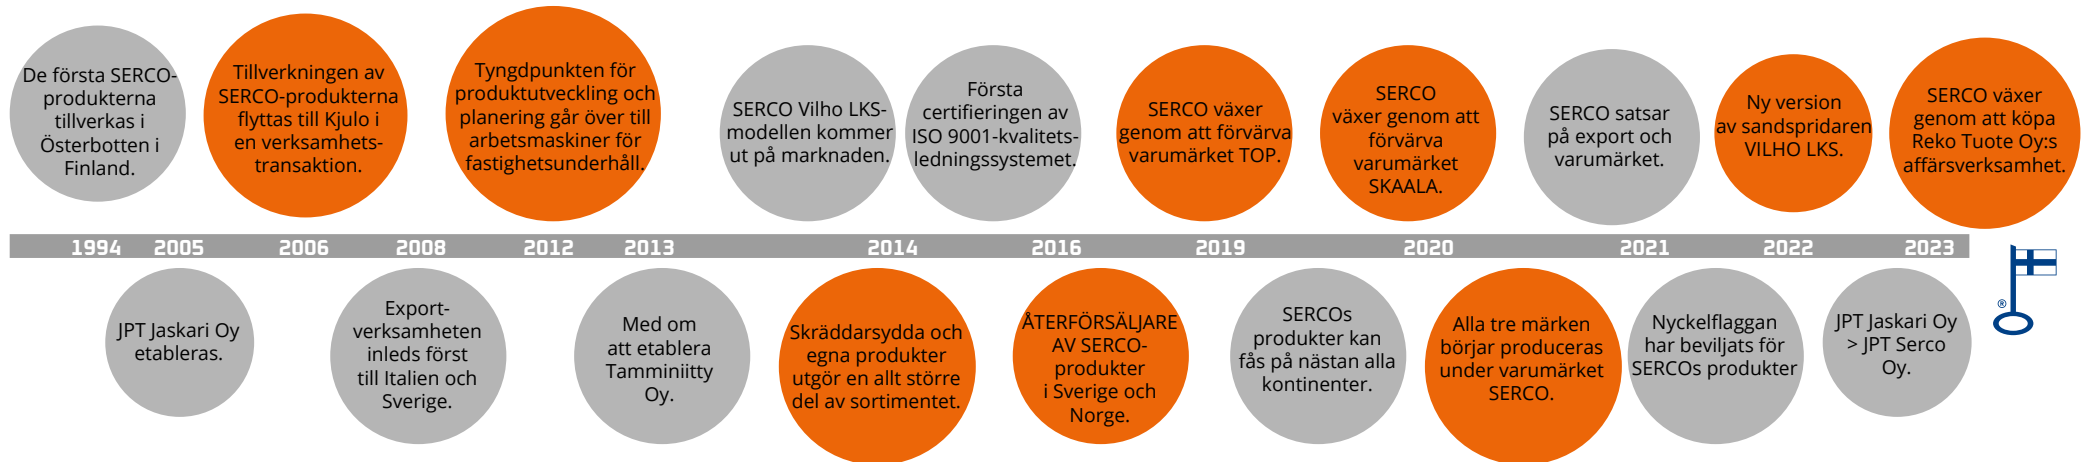 De första SERCO-
produkterna
tillverkas i
Österbotten i
Finland.
Tillverkningen av
SERCO-produkterna
flyttas till Kjulo i
en verksamhets-
transaktion.
Tyngdpunkten för
produktutveckling och
planering går över till
arbetsmaskiner för
fastighetsunderhåll.
SERCO Vilho LKS-
modellen kommer
ut på marknaden.
Första
certifieringen av
ISO 9001-kvalitets-
ledningssystemet.
SERCO växer
genom att förvärva
varumärket TOP.
SERCO
växer genom att
förvärva
varumärket
SKAALA.
SERCO satsar
på export och
varumärket.
Ny version
av sandspridaren
VILHO LKS.
SERCO växer
genom att köpa
Reko Tuote Oy:s
affärsverksamhet.
1994 2005 2006 2008 2012 2013 2014 2016 2019 2020 2021 2022 2023
JPT Jaskari Oy
etableras.
Export-
verksamheten
inleds först
till Italien och
Sverige.
Med om
att etablera
Tamminiitty
Oy.
Skräddarsydda och
egna produkter
utgör en allt större
del av sortimentet.
ÅTERFÖRSÄLJARE
AV SERCO-
produkter
i Sverige och
Norge.
SERCOs
produkter kan
fås på nästan alla
kontinenter.
Alla tre märken
börjar produceras
under varumärket
SERCO.
Nyckelflaggan
har beviljats för
SERCOs produkter
JPT Jaskari Oy
> JPT Serco
Oy.
®